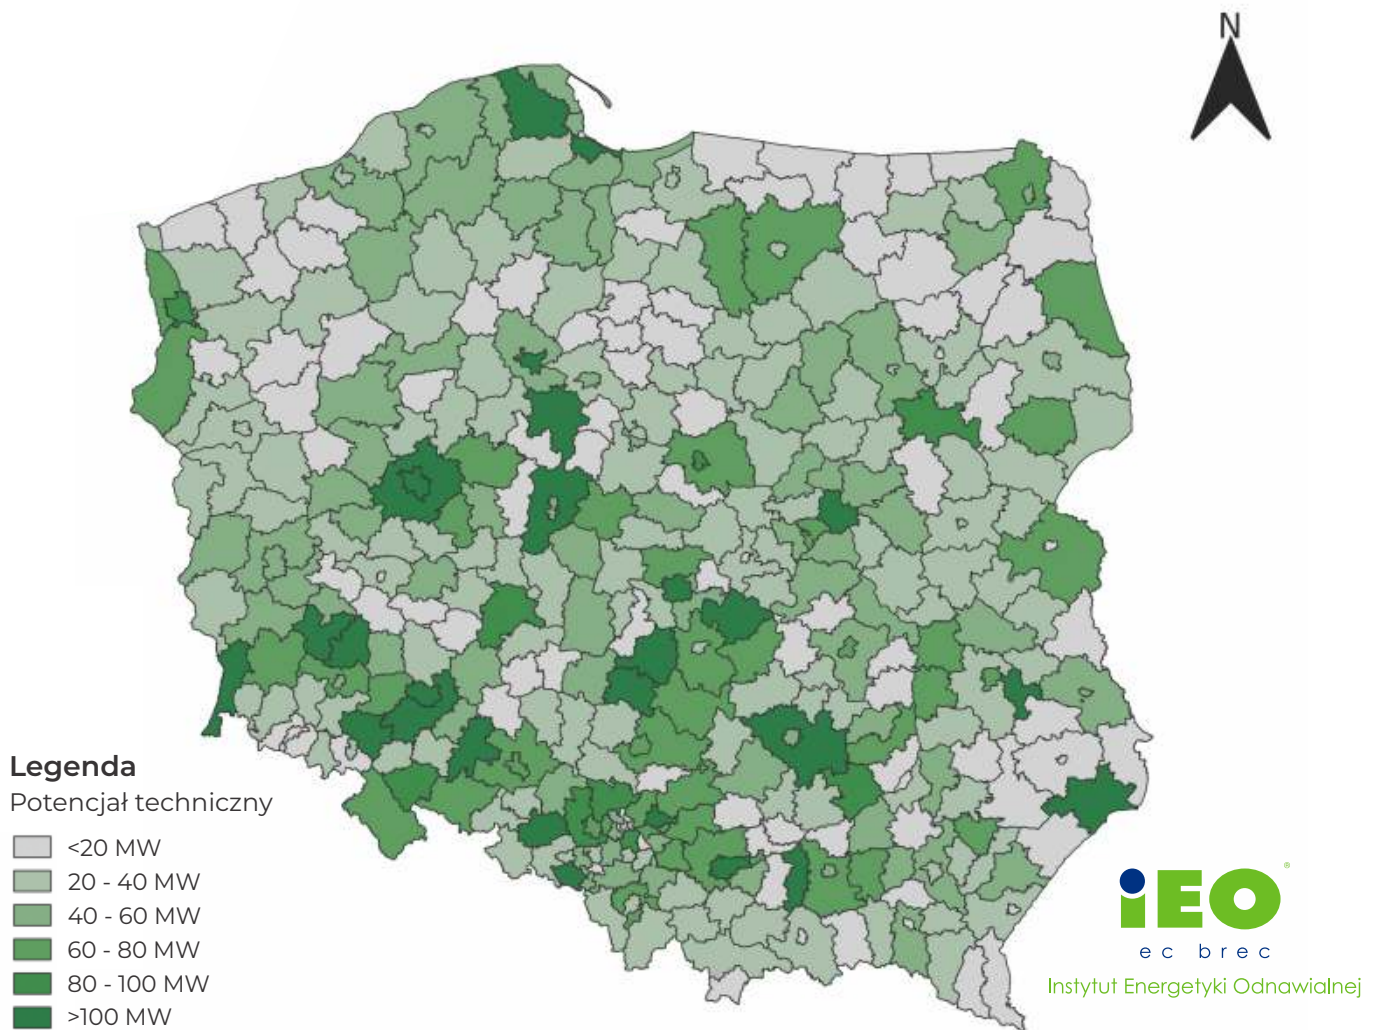 N
Legenda
Potencjał techniczny
<20 MW
20 - 40 MW
40 - 60 MW
60 - 80 MW
80 - 100 MW
>100 MW
iEO®
ec brec
Instytut Energetyki Odnawialnej